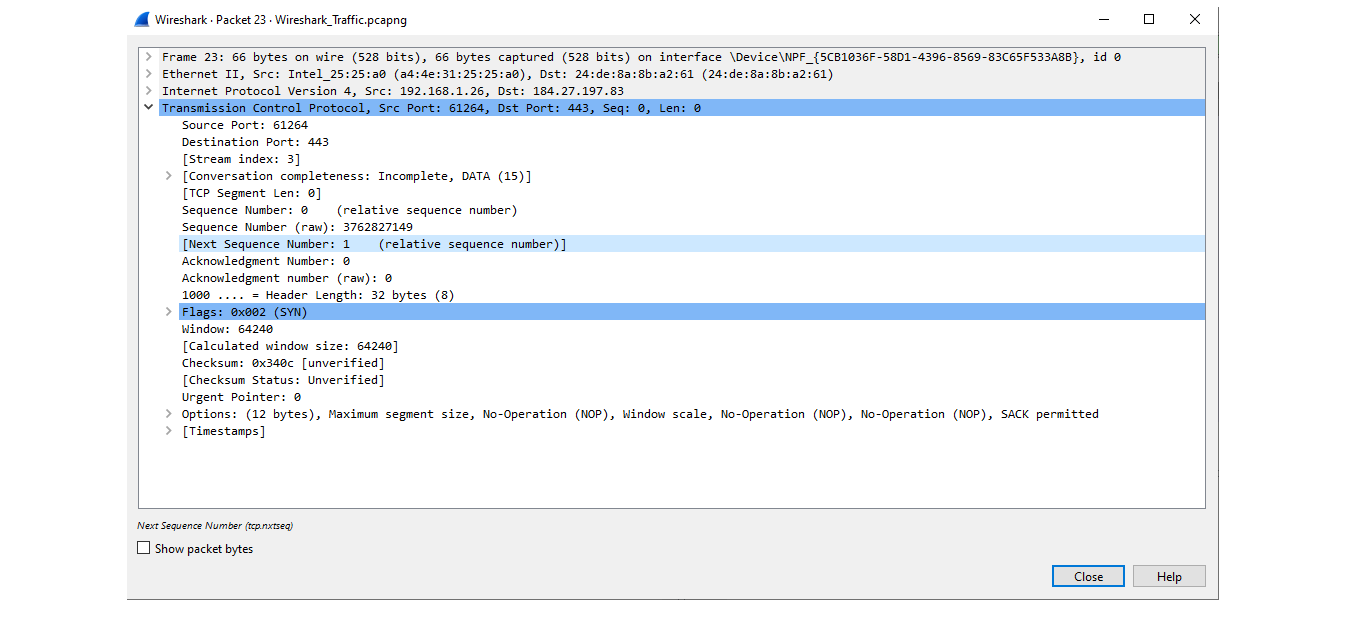 Wireshark · Packet 23 · Wireshark_Traffic.pcapng
Frame 23: 66 bytes on wire (528 bits), 66 bytes captured (528 bits) on interface \Device\NPF_{5CB1036F-58D1-4396-8569-83C65F533A8B}, id 0
Ethernet II, Src: Intel_25:25:a0 (a4:4e:31:25:25:a0), Dst: 24:de:8a:8b:a2:61 (24:de:8a:8b:a2:61)
Internet Protocol Version 4, Src: 192.168.1.26, Dst: 184.27.197.83
Transmission Control Protocol, Src Port: 61264, Dst Port: 443, Seq: 0, Len: 0
Source Port: 61264
Destination Port: 443
[Stream index: 3]
[Conversation completeness: Incomplete, DATA (15)]
[TCP Segment Len: 0]
Sequence Number: 0    (relative sequence number)
Sequence Number (raw): 3762827149
[Next Sequence Number: 1    (relative sequence number)]
Acknowledgment Number: 0
Acknowledgment number (raw): 0
1000 .... = Header Length: 32 bytes (8)
Flags: 0x002 (SYN)
Window: 64240
[Calculated window size: 64240]
Checksum: 0x340c [unverified]
[Checksum Status: Unverified]
Urgent Pointer: 0
Options: (12 bytes), Maximum segment size, No-Operation (NOP), Window scale, No-Operation (NOP), No-Operation (NOP), SACK permitted
[Timestamps]
Next Sequence Number (tcp.nxtseq)
Show packet bytes
Close
Help